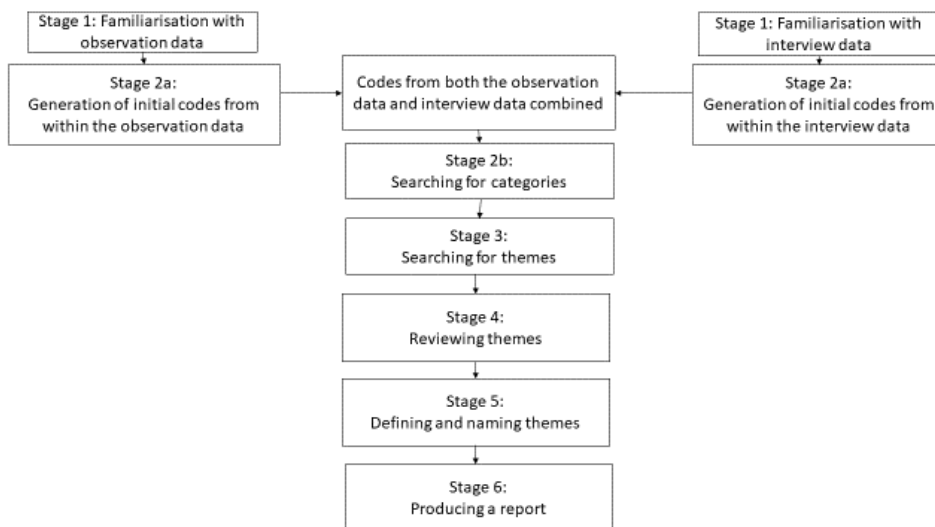 Stage 1: Familiarisation with
observation data
Stage 2a:
Generation of initial codes from
within the observation data
Codes from both the observation
data and interview data combined
Stage 1: Familiarisation with
interview data
Stage 2a:
Generation of initial codes from
within the interview data
Stage 2b:
Searching for categories
Stage 3:
Searching for themes
Stage 4:
Reviewing themes
Stage 5:
Defining and naming themes
Stage 6:
Producing a report